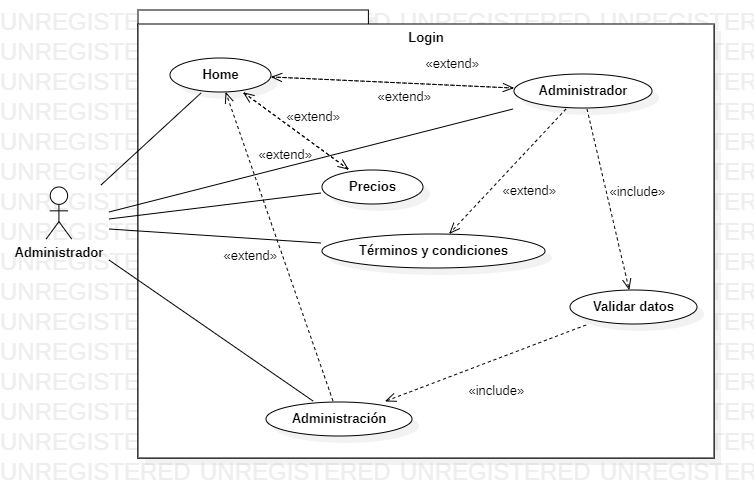 Login
«extend»
Home
Administrador
«extend»
«extend»
«extend»
Precios
«extend»
«include»
Administrador
Términos y condiciones
«extend»
Validar datos
«include»
Administración
UNREGISTERED UNREGISTERED UNREGISTERED UNREGISTERED